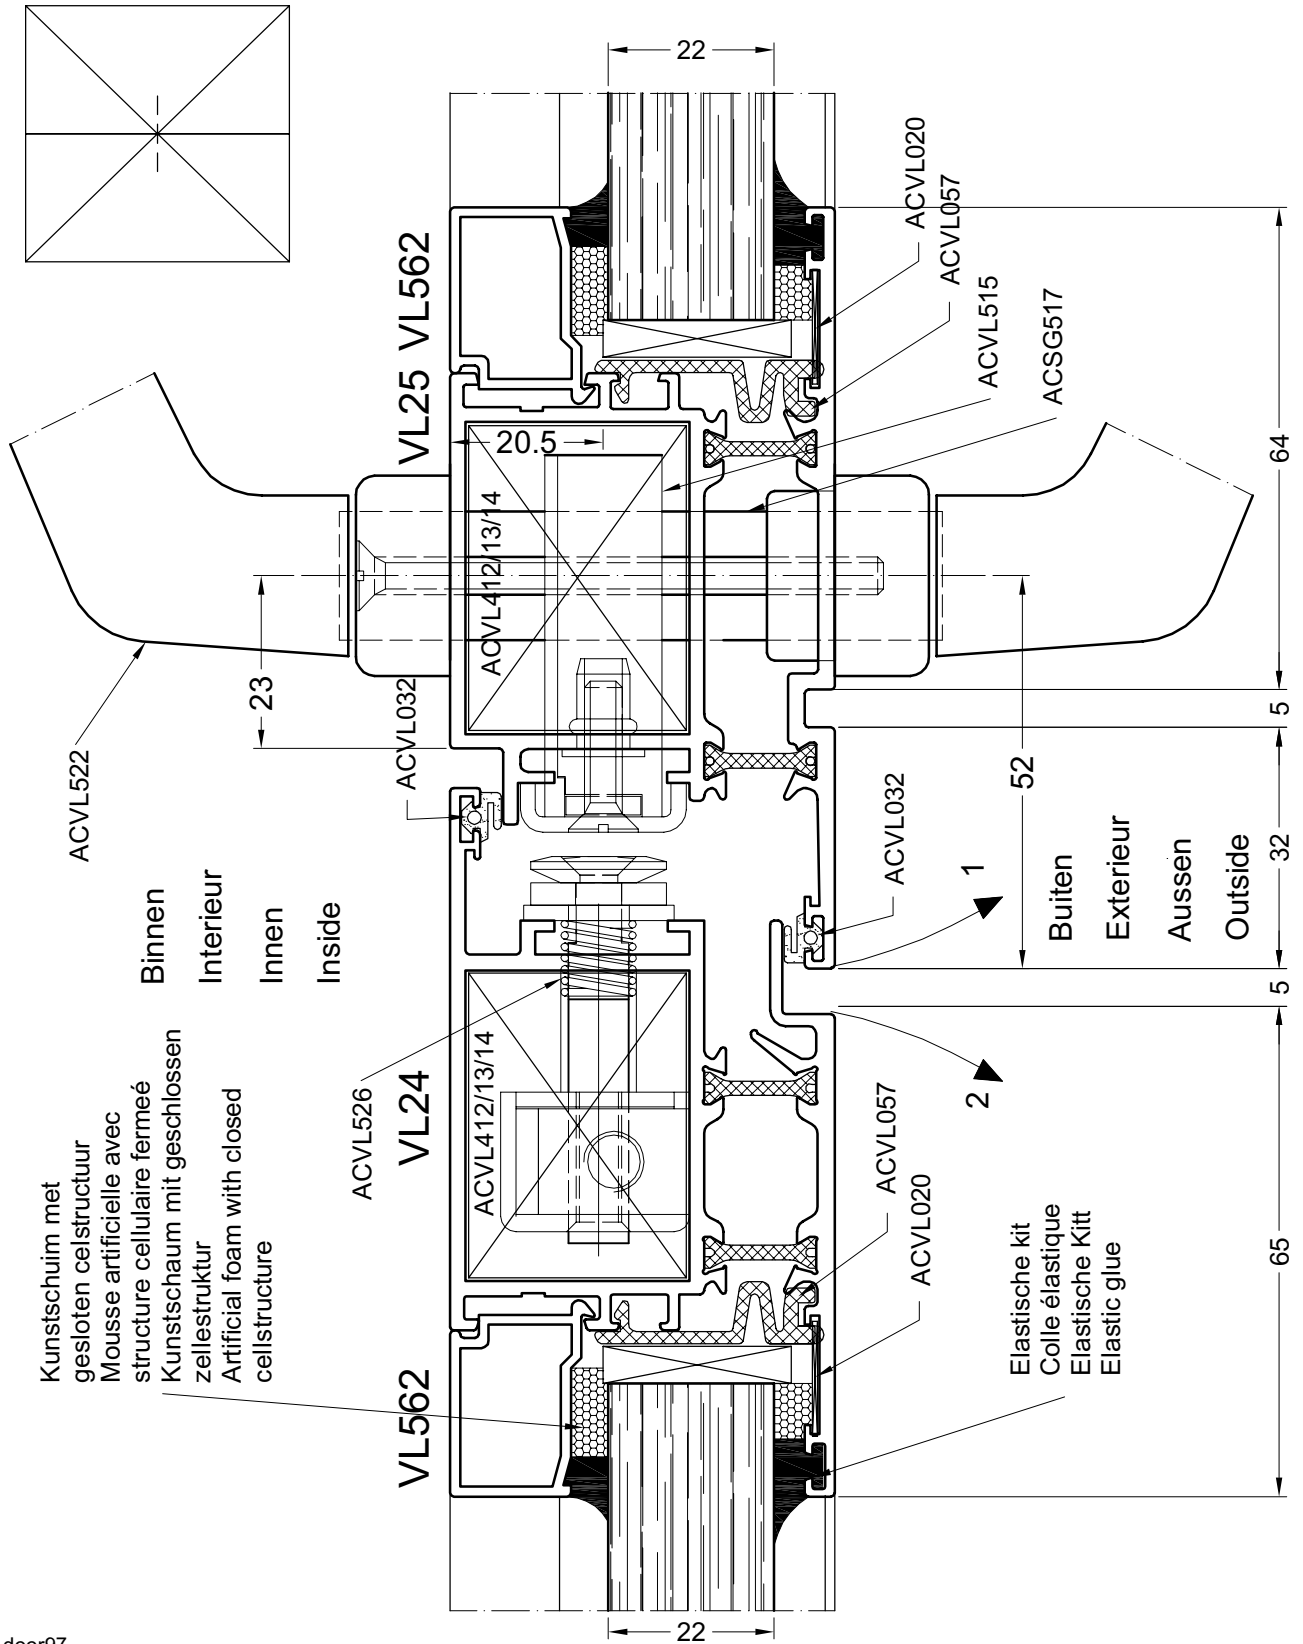 22
ACVL020
ACVL057
ACVL515
ACSG517
VL25 VL562
20.5
ACVL412/13/14
64
23
ACVL522
ACVL032
5
52
32
ACVL032
1
Binnen
Interieur
Innen
Inside
Buiten
Exterieur
Aussen
Outside
5
2
Kunstschuim met
gesloten celstructuur
Mousse artificielle avec
structure cellulaire fermeé
Kunstschaum mit geschlossen
zellestruktur
Artificial foam with closed
cellstructure
ACVL526
VL24
ACVL412/13/14
ACVL057
ACVL020
65
VL562
Elastische kit
Colle élastique
Elastische Kitt
Elastic glue
22